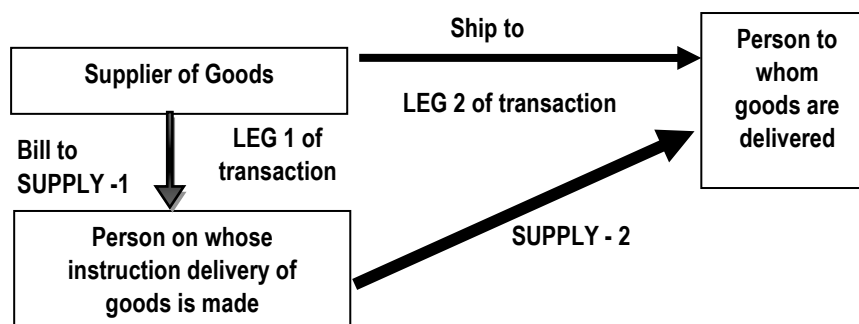 Supplier of Goods
Ship to
LEG 2 of transaction
Person to
whom
goods are
delivered
Bill to
SUPPLY -1
LEG 1 of
transaction
Person on whose
instruction delivery of
goods is made
SUPPLY - 2